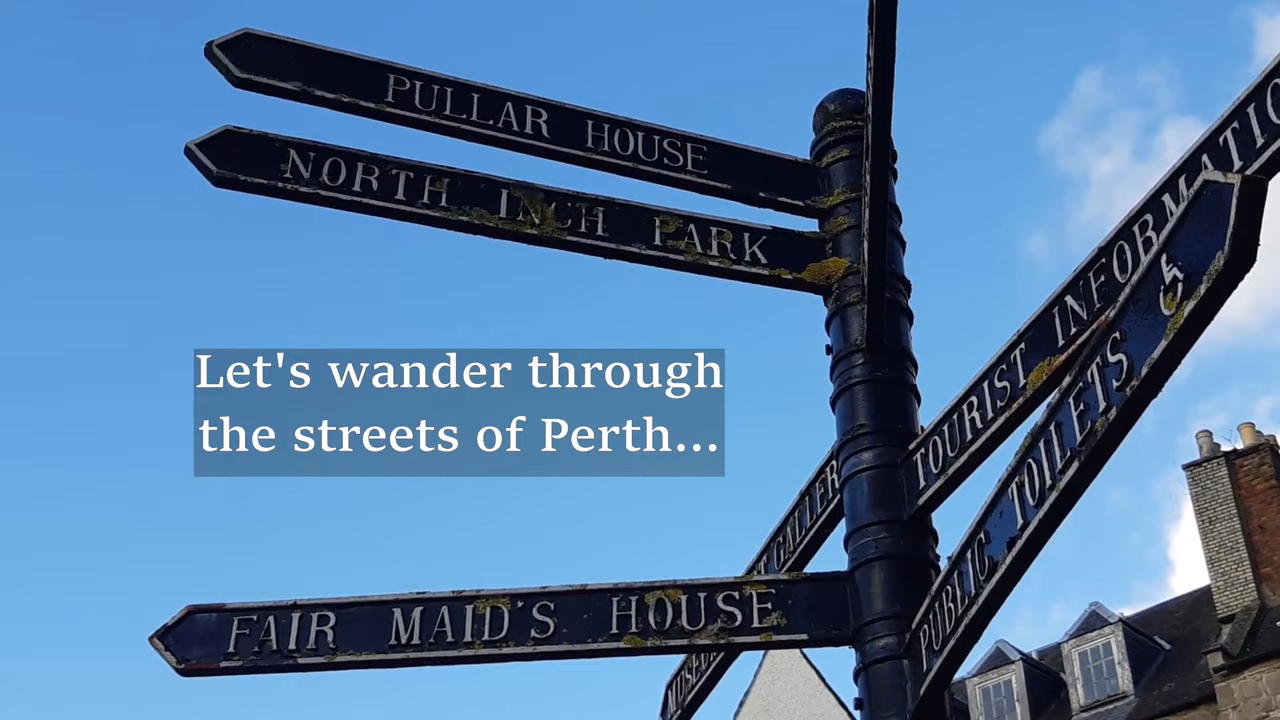 PULLAR HOUSE
NORTH INCH PARK
Let's wander through
the streets of Perth...
TOURIST INFORMATIO
PUBLIC TOILETS
GALLER
FAIR MAID'S HOUSE